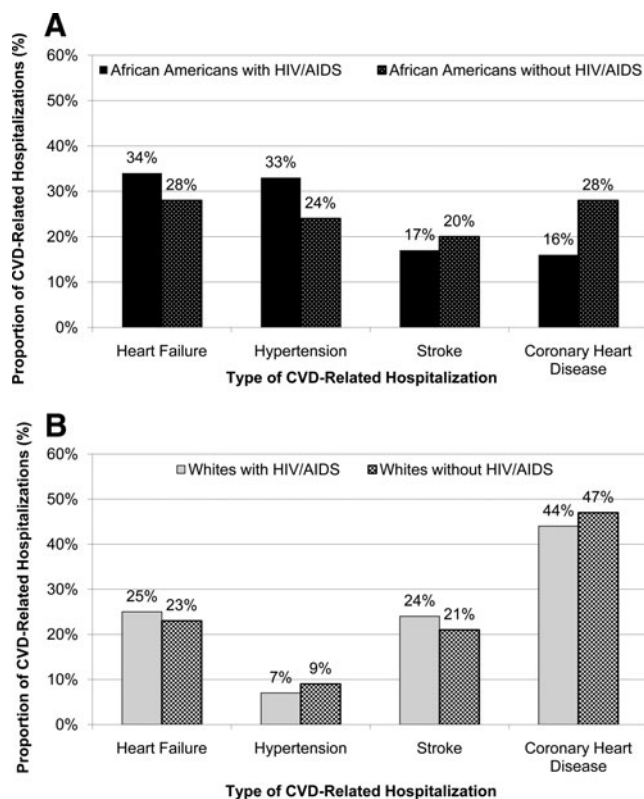 A
Proportion of CVD-Related Hospitalizations (%)
60%
50%
40%
30%
20%
10%
0%
African Americans with HIV/AIDS
African Americans without HIV/AIDS
34%
28%
33%
24%
17%
20%
16%
28%
Heart Failure
Hypertension
Stroke
Coronary Heart
Disease
Type of CVD-Related Hospitalization
B
Proportion of CVD-Related Hospitalizations (%)
60%
50%
40%
30%
20%
10%
0%
Whites with HIV/AIDS
Whites without HIV/AIDS
25%
23%
7%
9%
24%
21%
44%
47%
Heart Failure
Hypertension
Stroke
Coronary Heart
Disease
Type of CVD-Related Hospitalization